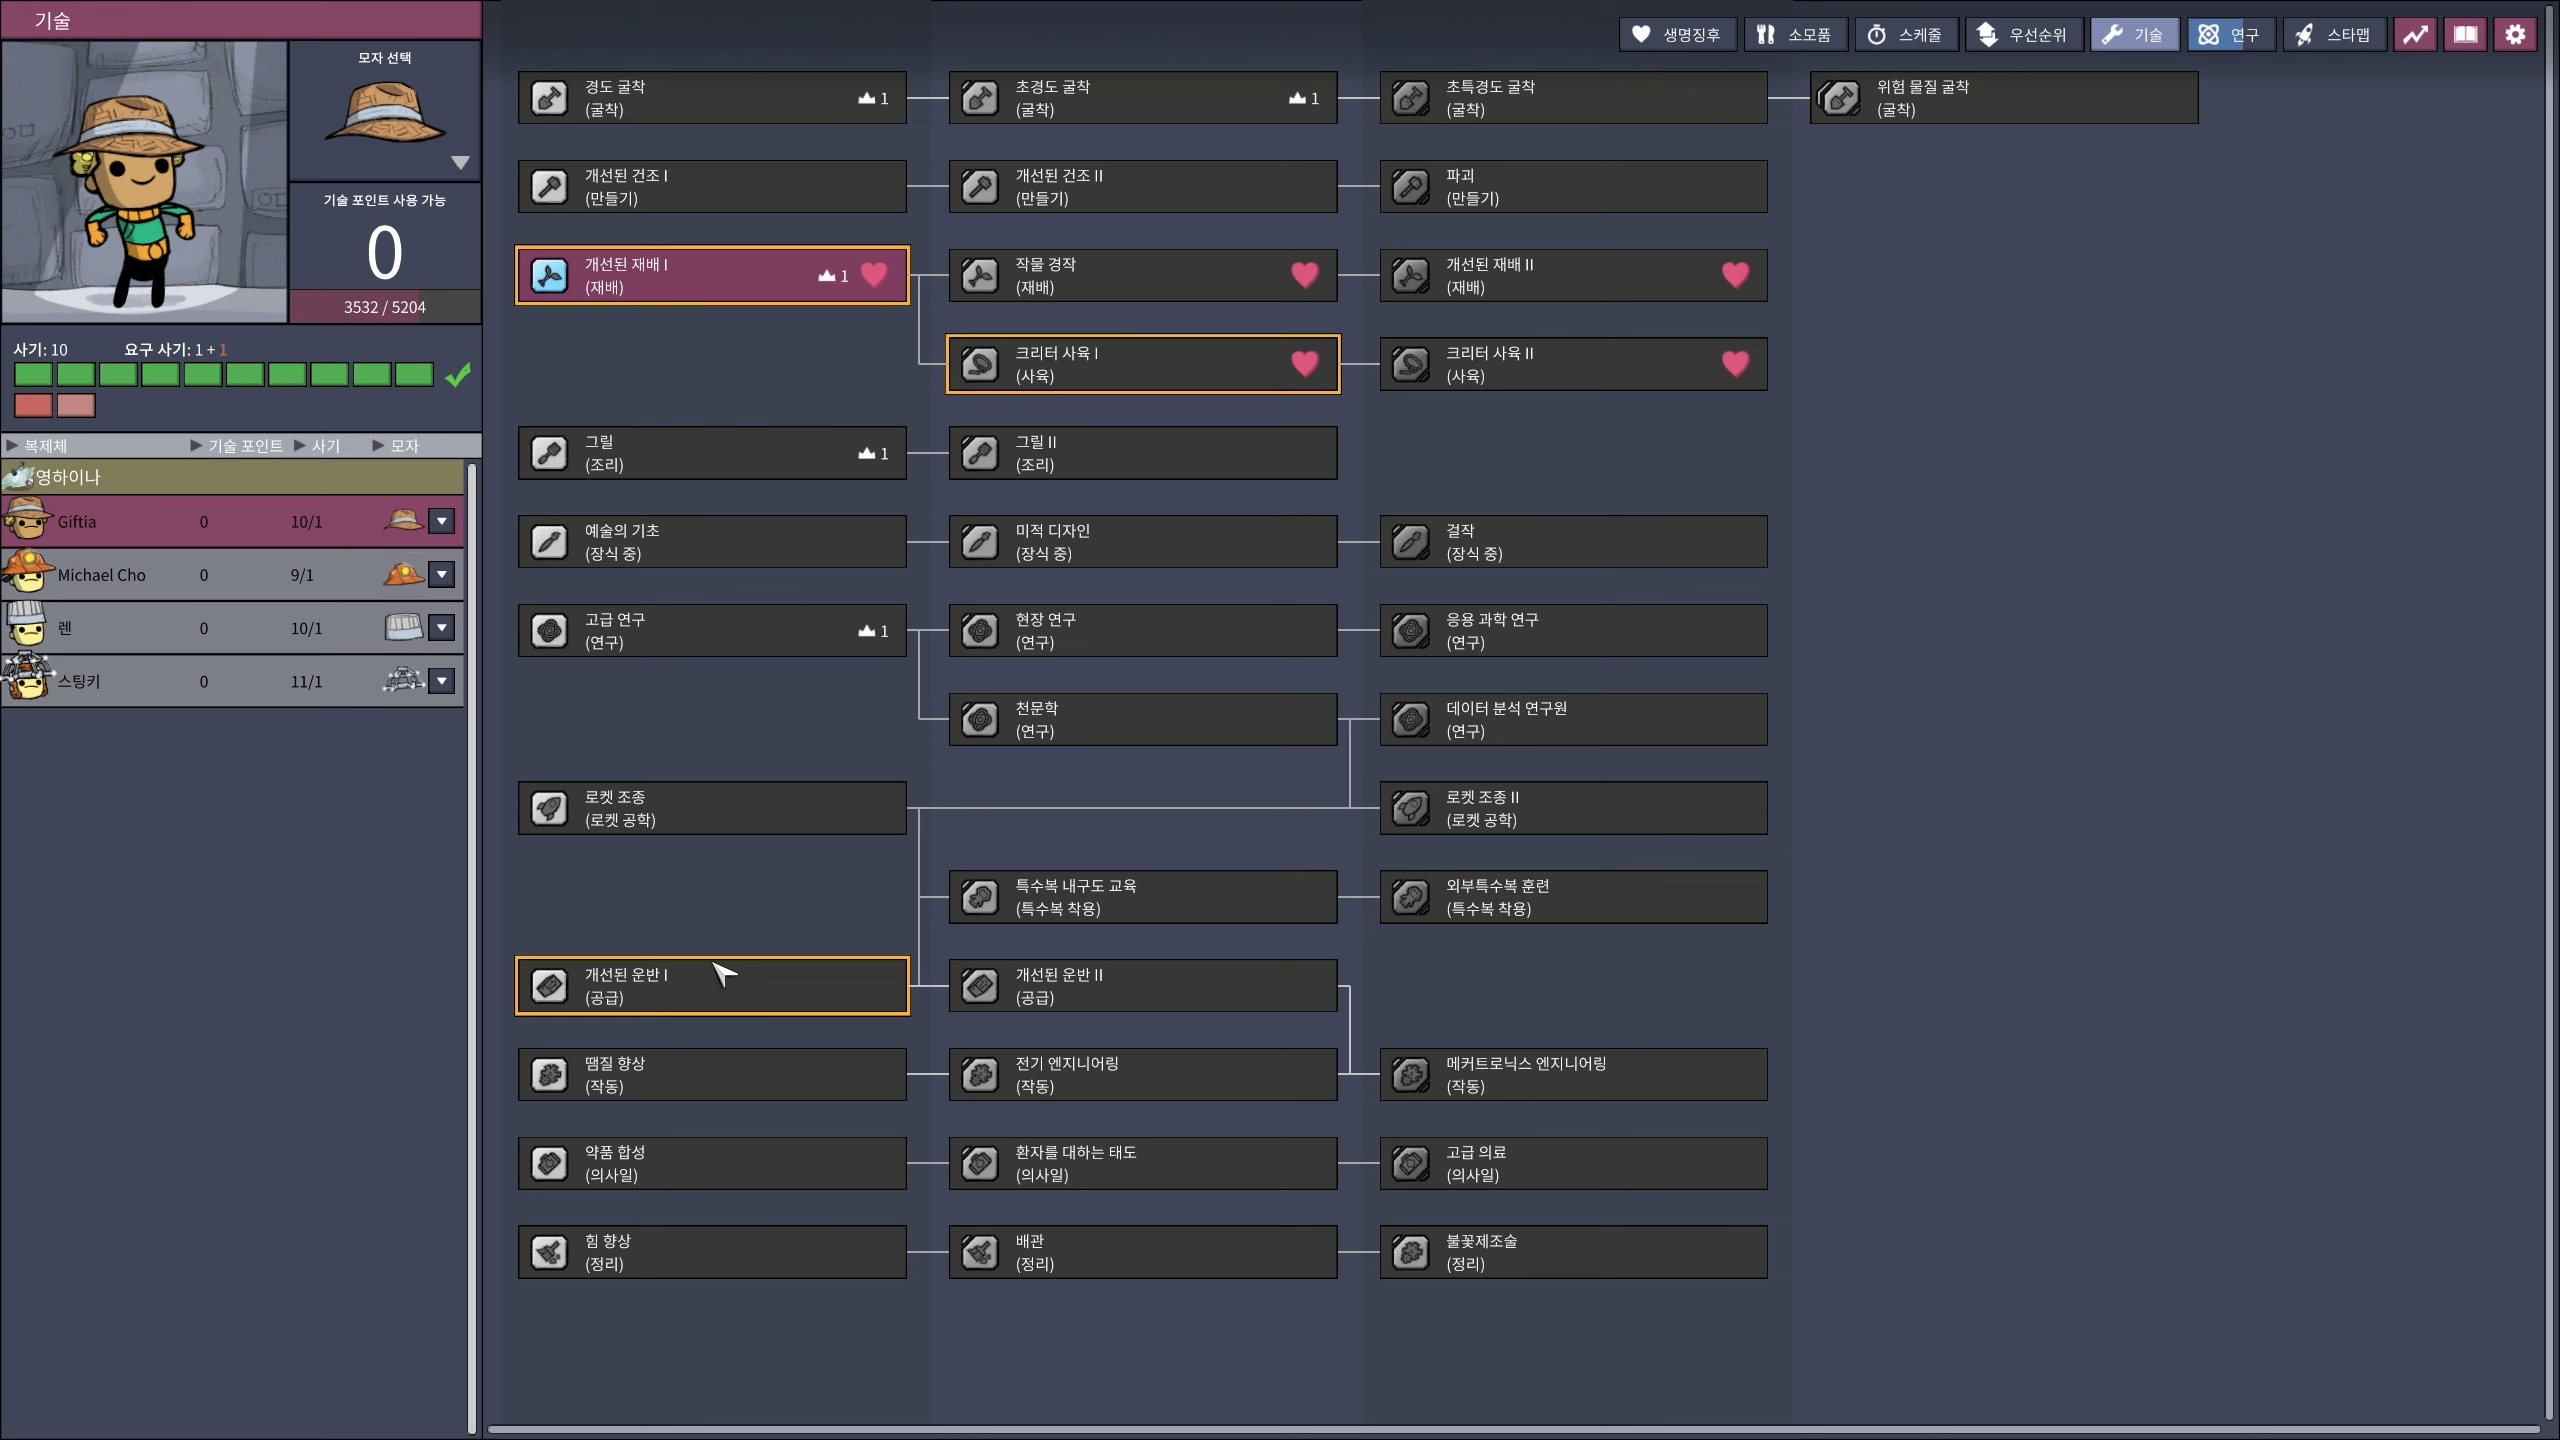 기술
생명징후
소모품
스케줄
우선순위
기술
연구
스타맵
모자 선택
기술 포인트 사용 가능
0
3532 / 5204
사기: 10
요구 사기: 1 + 1
복제체
기술 포인트
사기
모자
영하이나
Giftia
0
10/1
Michael Cho
0
9/1
렌
0
10/1
스팅키
0
11/1
경도 굴착
(굴착)
1
초경도 굴착
(굴착)
1
초특경도 굴착
(굴착)
위험 물질 굴착
(굴착)
개선된 건조 I
(만들기)
개선된 건조 II
(만들기)
파괴
(만들기)
개선된 재배 I
(재배)
1
작물 경작
(재배)
개선된 재배 II
(재배)
크리터 사육 I
(사육)
크리터 사육 II
(사육)
그릴
(조리)
1
그릴 II
(조리)
예술의 기초
(장식 중)
미적 디자인
(장식 중)
걸작
(장식 중)
고급 연구
(연구)
1
현장 연구
(연구)
응용 과학 연구
(연구)
천문학
(연구)
데이터 분석 연구원
(연구)
로켓 조종
(로켓 공학)
로켓 조종 II
(로켓 공학)
특수복 내구도 교육
(특수복 착용)
외부특수복 훈련
(특수복 착용)
개선된 운반 I
(공급)
개선된 운반 II
(공급)
땜질 향상
(작동)
전기 엔지니어링
(작동)
메커트로닉스 엔지니어링
(작동)
약품 합성
(의사일)
환자를 대하는 태도
(의사일)
고급 의료
(의사일)
힘 향상
(정리)
배관
(정리)
불꽃제조술
(정리)